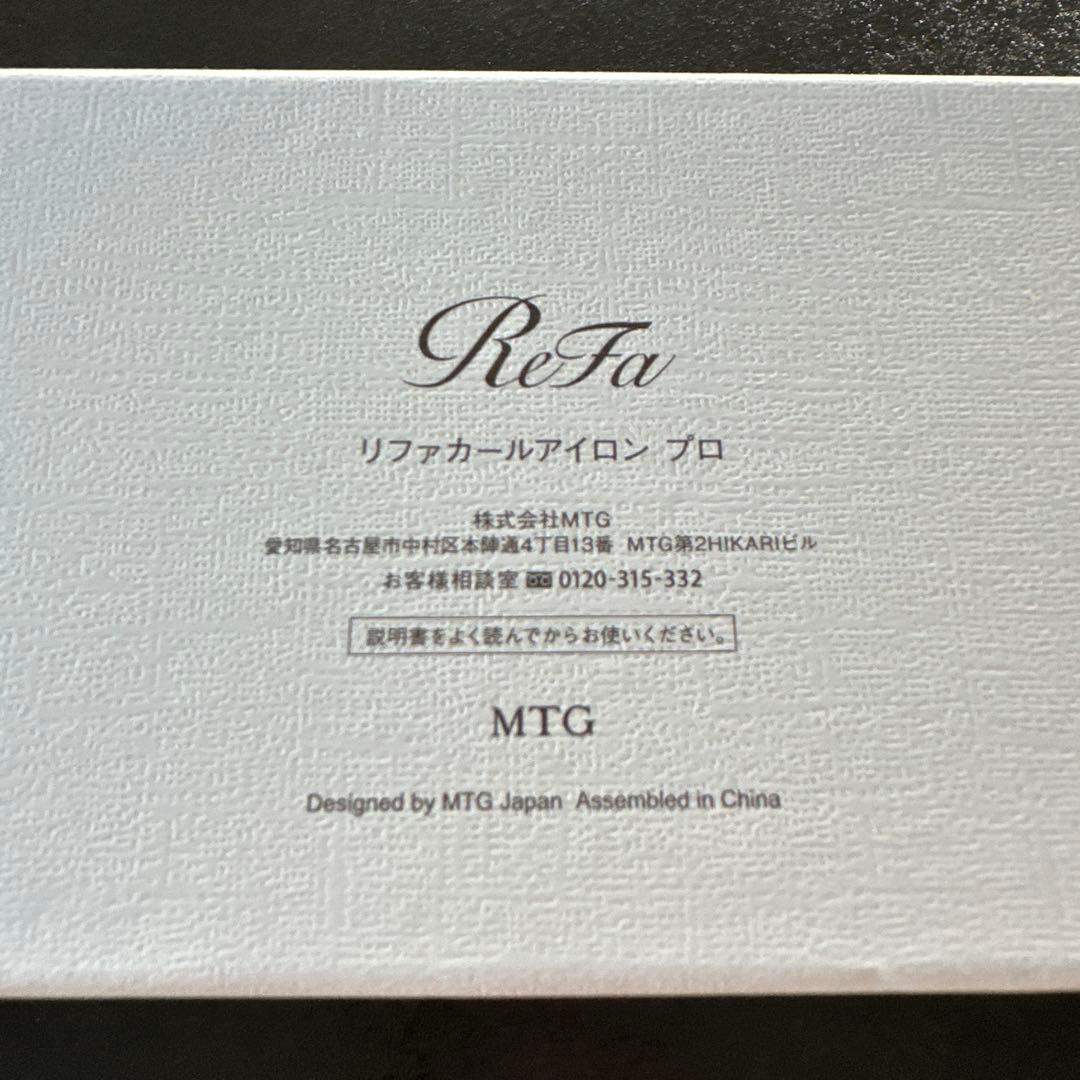 ReFa
リファカールアイロン プロ
株式会社MTG
愛知県名古屋市中村区本陣通4丁目13番 MTG第2HIKARIビル
お客様相談室 0120-315-332
説明書をよく読んでからお使いください。
MTG
Designed by MTG Japan Assembled in China